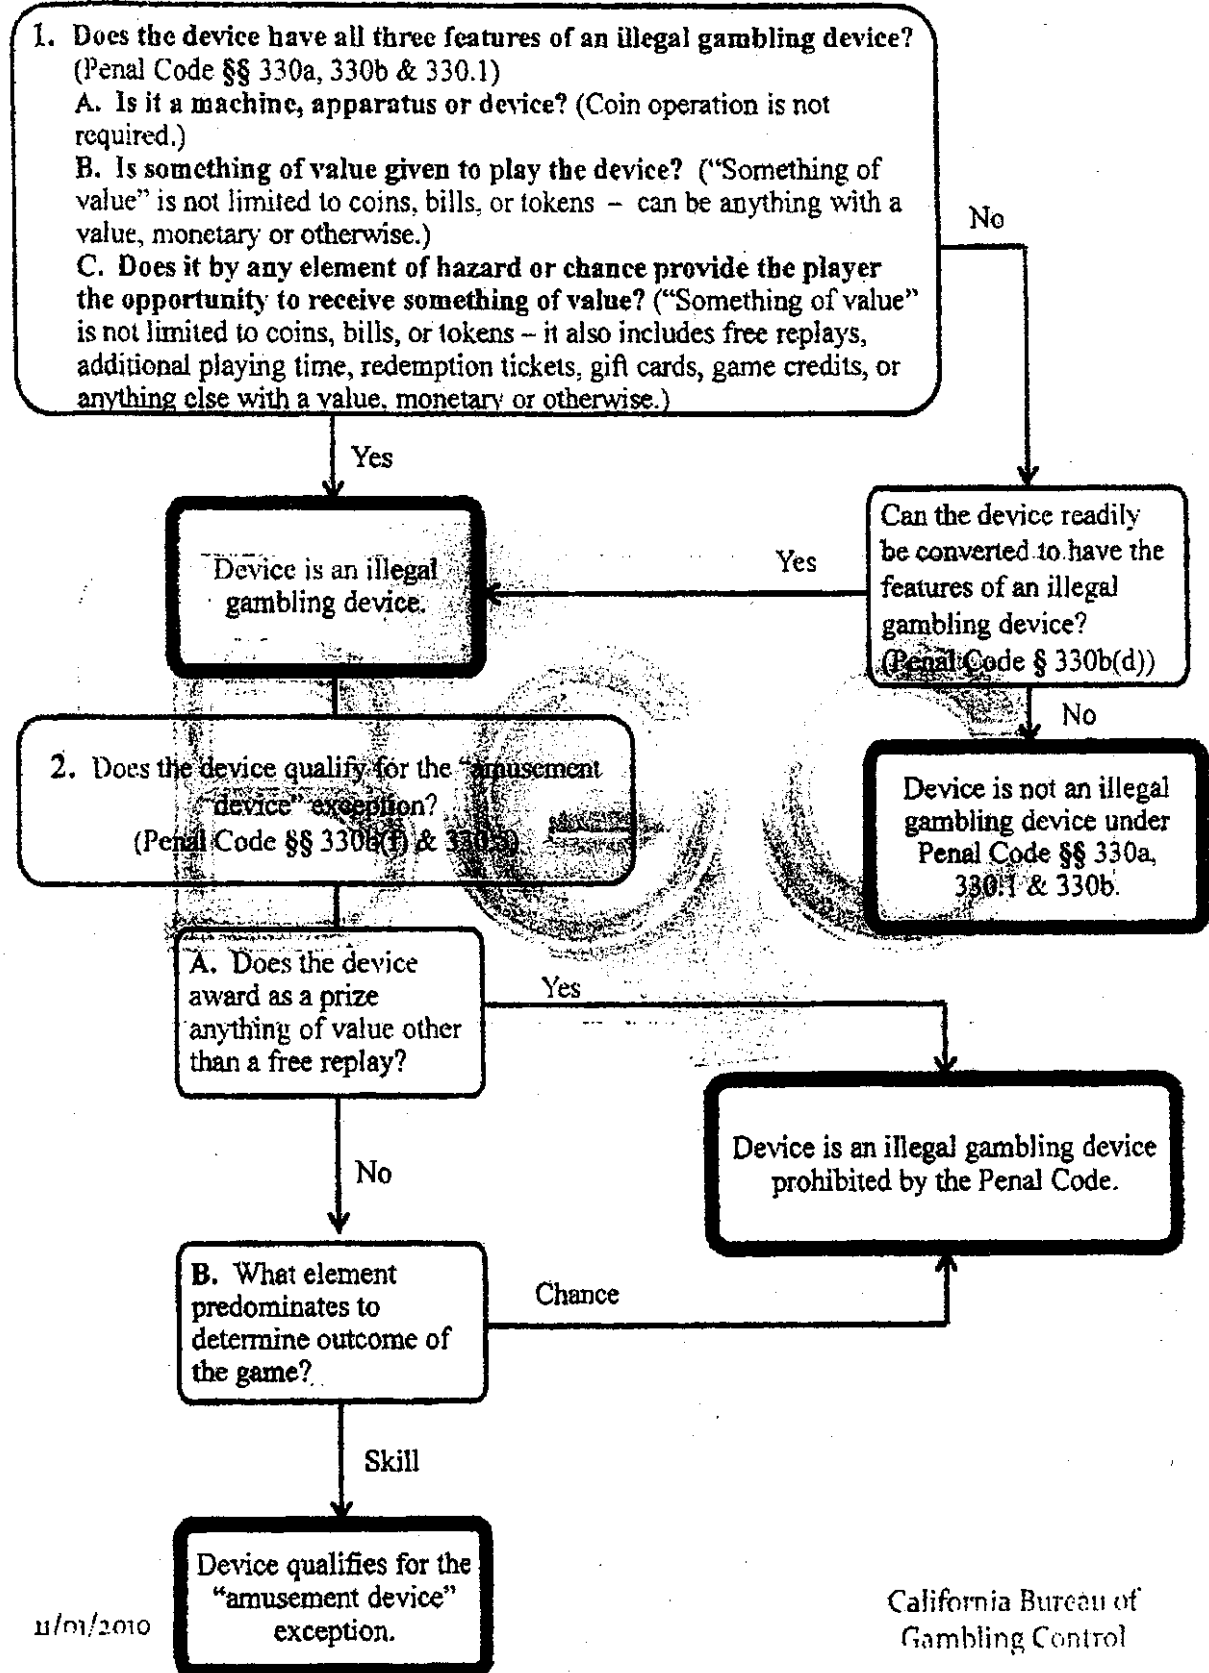 1. Does the device have all three features of an illegal gambling device?
(Penal Code §§ 330a, 330b & 330.1)
A. Is it a machine, apparatus or device? (Coin operation is not
required.)
B. Is something of value given to play the device? (“Something of
value” is not limited to coins, bills, or tokens – can be anything with a
value, monetary or otherwise.)
C. Does it by any element of hazard or chance provide the player
the opportunity to receive something of value? (“Something of value”
is not limited to coins, bills, or tokens – it also includes free replays,
additional playing time, redemption tickets, gift cards, game credits, or
anything else with a value, monetary or otherwise.)
No
Yes
Device is an illegal
gambling device.
Yes
Can the device readily
be converted to have the
features of an illegal
gambling device?
(Penal Code § 330b(d))
No
2. Does the device qualify for the “amusement
device” exception?
(Penal Code §§ 330b(f) &
Device is not an illegal
gambling device under
Penal Code §§ 330a,
330.1 & 330b.
A. Does the device
award as a prize
anything of value other
than a free replay?
Yes
Device is an illegal gambling device
prohibited by the Penal Code.
No
B. What element
predominates to
determine outcome of
the game?
Chance
Skill
Device qualifies for the
“amusement device”
exception.
11/01/2010
California Bureau of
Gambling Control